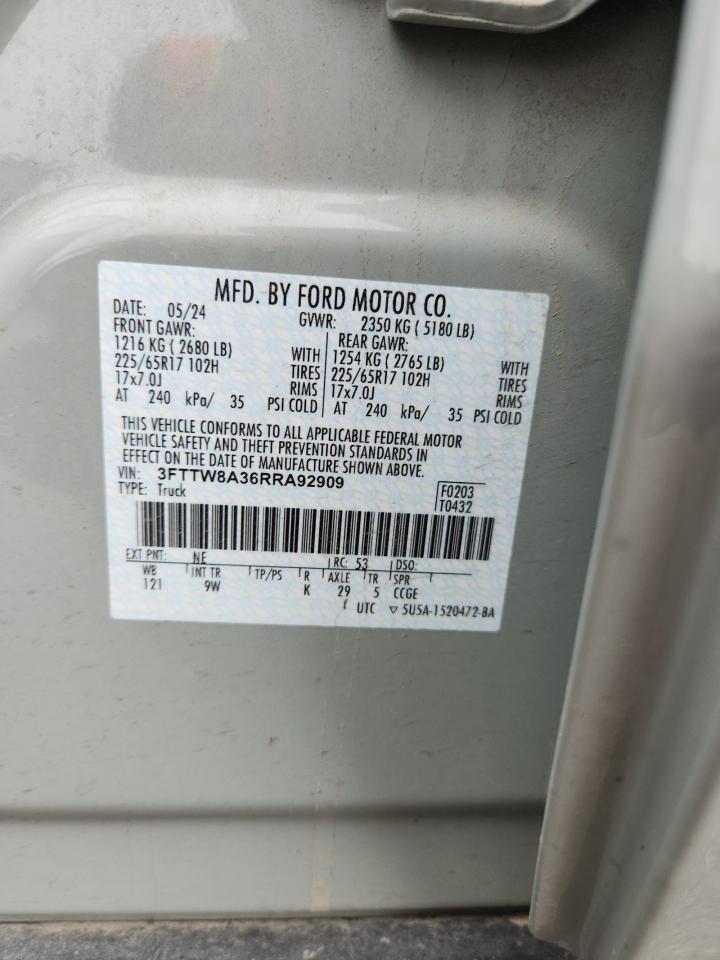 MFD. BY FORD MOTOR CO.
DATE: 05/24 GVWR: 2350 KG ( 5180 LB)
FRONT GAWR: REAR GAWR:
1216 KG ( 2680 LB) WITH 1254 KG ( 2765 LB) WITH
225/65R17 102H TIRES 225/65R17 102H TIRES
17x7.0J RIMS 17x7.0J RIMS
AT 240 kPa/ 35 PSI COLD AT 240 kPa/ 35 PSI COLD
THIS VEHICLE CONFORMS TO ALL APPLICABLE FEDERAL MOTOR
VEHICLE SAFETY AND THEFT PREVENTION STANDARDS IN
EFFECT ON THE DATE OF MANUFACTURE SHOWN ABOVE.
VIN: 3FTTW8A36RRA92909
TYPE: Truck F0203
T0432
EXT PNT: NE RC: 53 DSO:
WB INT TR TP/PS R AXLE TR SPR
121 9W K 29 5 CCGE
UTC ▽ 5U5A-1520472-BA